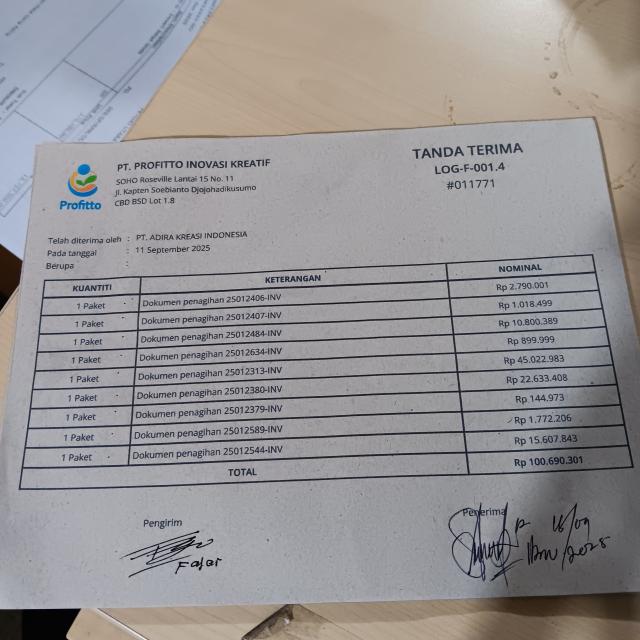 Profitto
PT. PROFITTO INOVASI KREATIF
SOHO Roseville Lantai 15 No. 11
Jl. Kapten Soebianto Djojohadikusumo
CBD BSD Lot 1.8
TANDA TERIMA
LOG-F-001.4
#011771
Telah diterima oleh : PT. ADIRA KREASI INDONESIA
Pada tanggal : 11 September 2025
Berupa :
KUANTITI KETERANGAN NOMINAL
1 Paket Dokumen penagihan 25012406-INV Rp 2.790.001
1 Paket Dokumen penagihan 25012407-INV Rp 1.018.499
1 Paket Dokumen penagihan 25012484-INV Rp 10.800.389
1 Paket Dokumen penagihan 25012634-INV Rp 899.999
1 Paket Dokumen penagihan 25012313-INV Rp 45.022.983
1 Paket Dokumen penagihan 25012380-INV Rp 22.633.408
1 Paket Dokumen penagihan 25012379-INV Rp 144.973
1 Paket Dokumen penagihan 25012589-INV Rp 1.772.206
1 Paket Dokumen penagihan 25012544-INV Rp 15.607.843
TOTAL Rp 100.690.301
Pengirim Penerima
Fajar